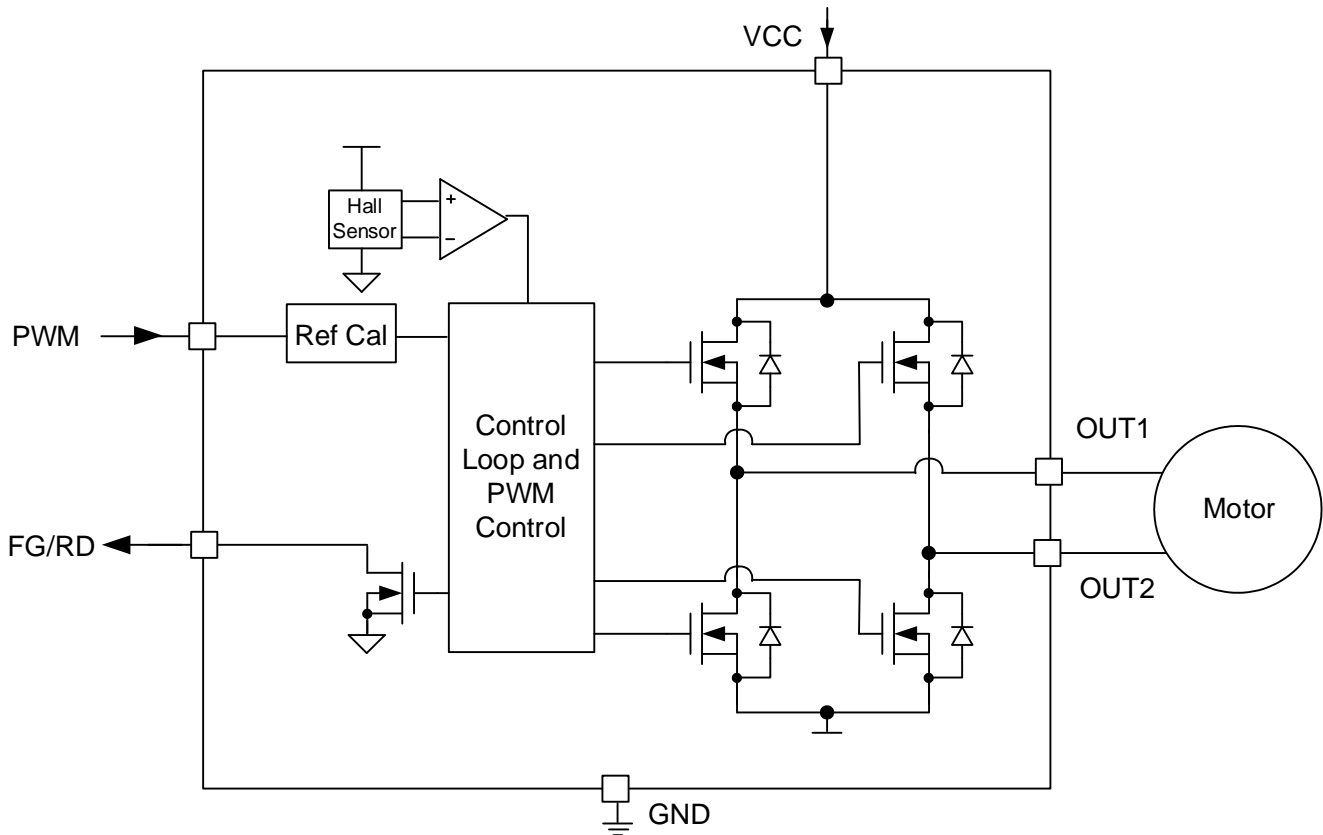 VCC
Hall
Sensor
+
−
PWM
Ref Cal
Control
Loop and
PWM
Control
OUT1
Motor
FG/RD
OUT2
GND